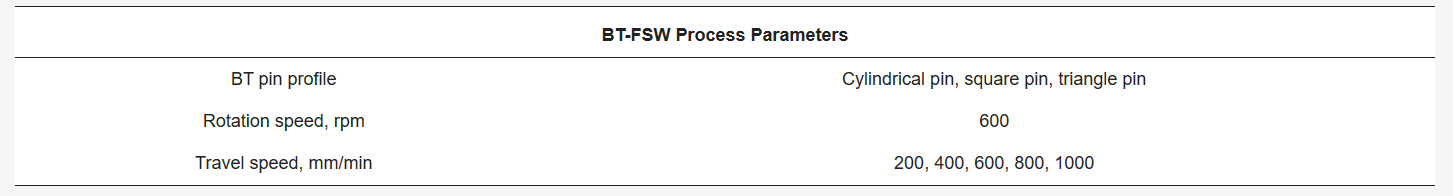 BT-FSW Process Parameters
BT pin profile Cylindrical pin, square pin, triangle pin
Rotation speed, rpm 600
Travel speed, mm/min 200, 400, 600, 800, 1000